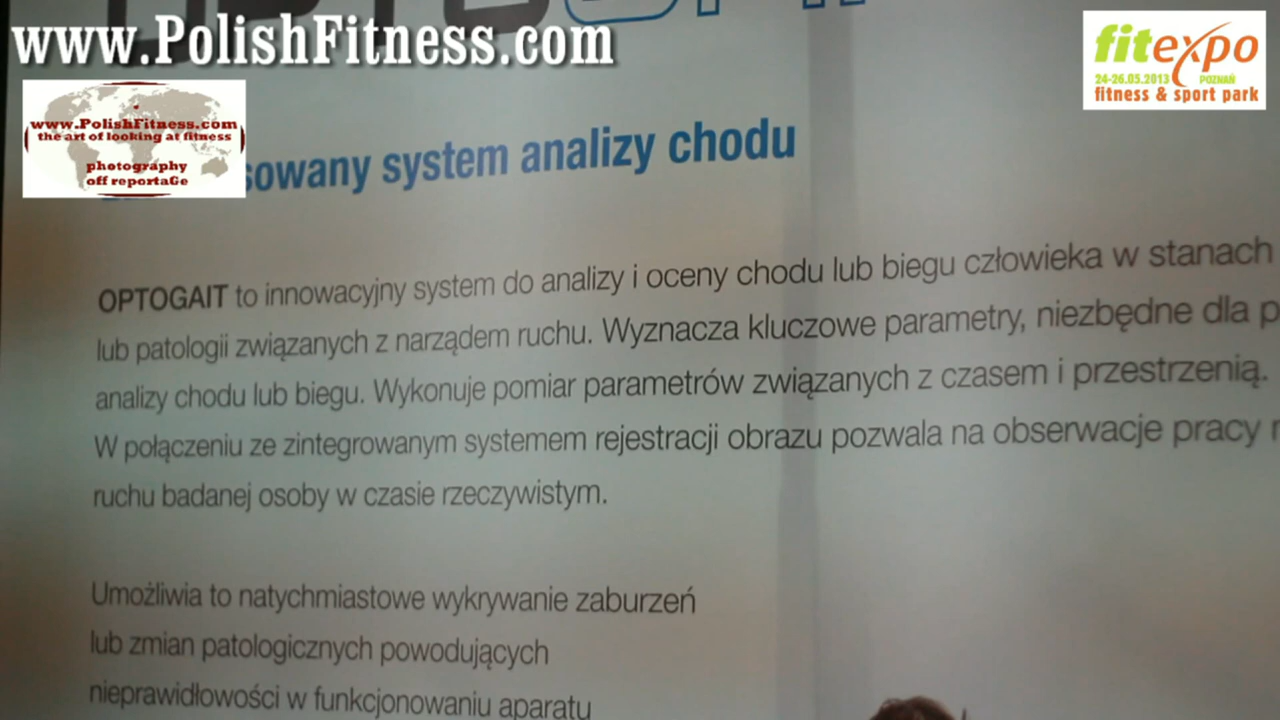 www.PolishFitness.com
fitexpo
24-26.05.2013 POZNAŃ
fitness & sport park
www.PolishFitness.com
the art of looking at fitness
photography
off reportaGe
system analizy chodu
OPTOGAIT to innowacyjny system do analizy i oceny chodu lub biegu człowieka w stanach
lub patologii związanych z narządem ruchu. Wyznacza kluczowe parametry, niezbędne dla
analizy chodu lub biegu. Wykonuje pomiar parametrów związanych z czasem i przestrzenią.
W połączeniu ze zintegrowanym systemem rejestracji obrazu pozwala na obserwacje pracy
ruchu badanej osoby w czasie rzeczywistym.
Umożliwia to natychmiastowe wykrywanie zaburzeń
lub zmian patologicznych powodujących
nieprawidłowości w funkcjonowaniu aparatu